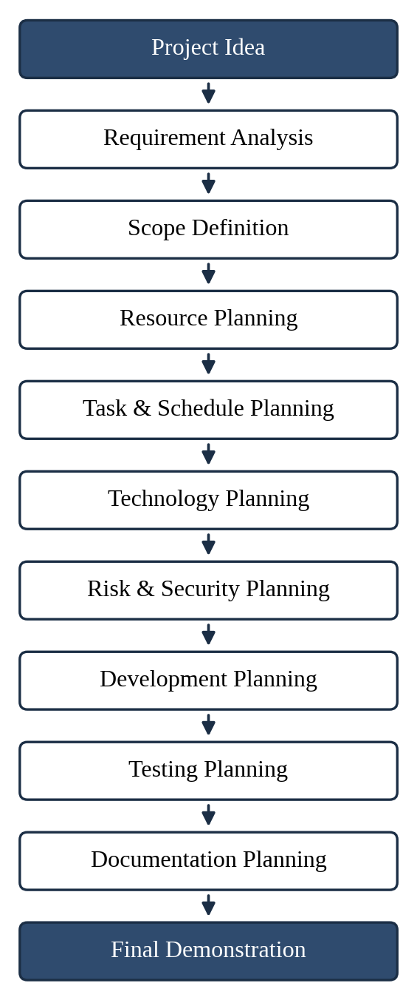 Project Idea
Requirement Analysis
Scope Definition
Resource Planning
Task & Schedule Planning
Technology Planning
Risk & Security Planning
Development Planning
Testing Planning
Documentation Planning
Final Demonstration